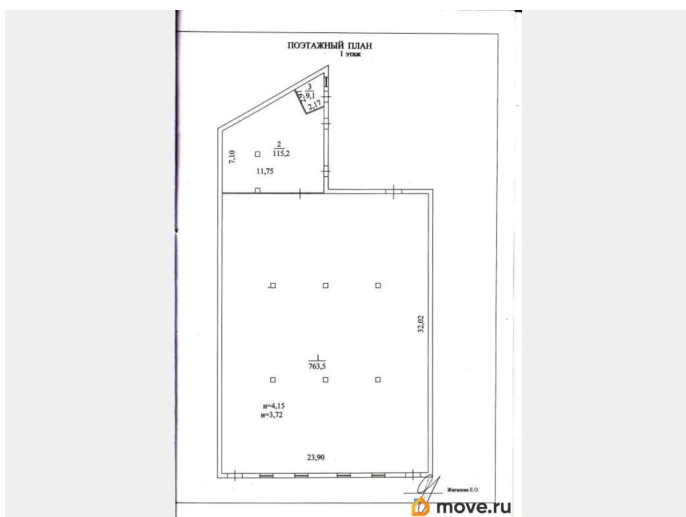 ПОЭТАЖНЫЙ ПЛАН
1 этаж
3
9,1
2,17
2
115,2
7,10
11,75
32,02
1
763,5
н=4,15
н=3,72
23,90
Жигалова Е.О.
move.ru